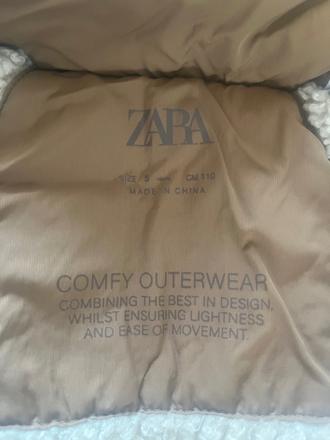 ZARA
SIZE 5 CM 110
MADE IN CHINA
COMFY OUTERWEAR
COMBINING THE BEST IN DESIGN,
WHILST ENSURING LIGHTNESS
AND EASE OF MOVEMENT.